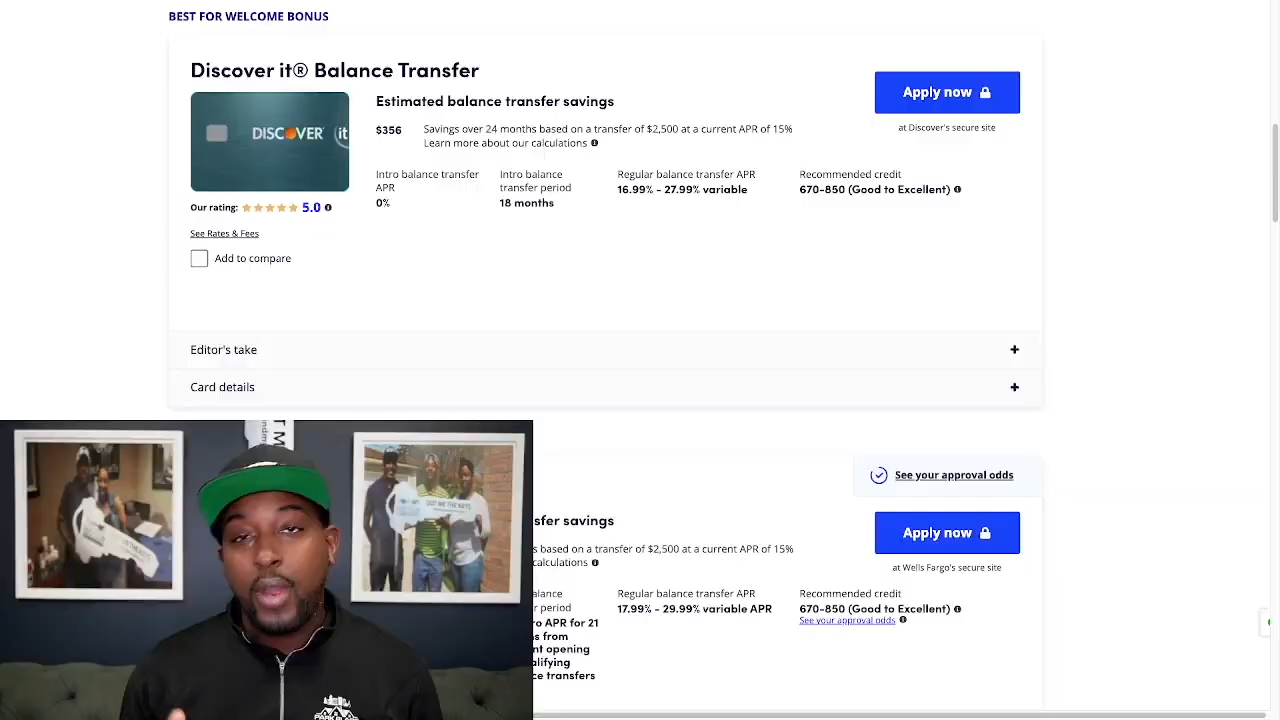 BEST FOR WELCOME BONUS
Discover it® Balance Transfer
Apply now
at Discover's secure site
DISCOVER it
Estimated balance transfer savings
$356 Savings over 24 months based on a transfer of $2,500 at a current APR of 15%
Learn more about our calculations
Intro balance transfer APR
0%
Intro balance transfer period
18 months
Regular balance transfer APR
16.99% - 27.99% variable
Recommended credit
670-850 (Good to Excellent)
Our rating: 5.0
See Rates & Fees
Add to compare
Editor's take
Card details
See your approval odds
sfer savings
Apply now
at Wells Fargo's secure site
s based on a transfer of $2,500 at a current APR of 15%
calculations
alance
r period
ro APR for 21
s from
nt opening
alifying
ce transfers
Regular balance transfer APR
17.99% - 29.99% variable APR
Recommended credit
670-850 (Good to Excellent)
See your approval odds
GOT ME THE KEYS